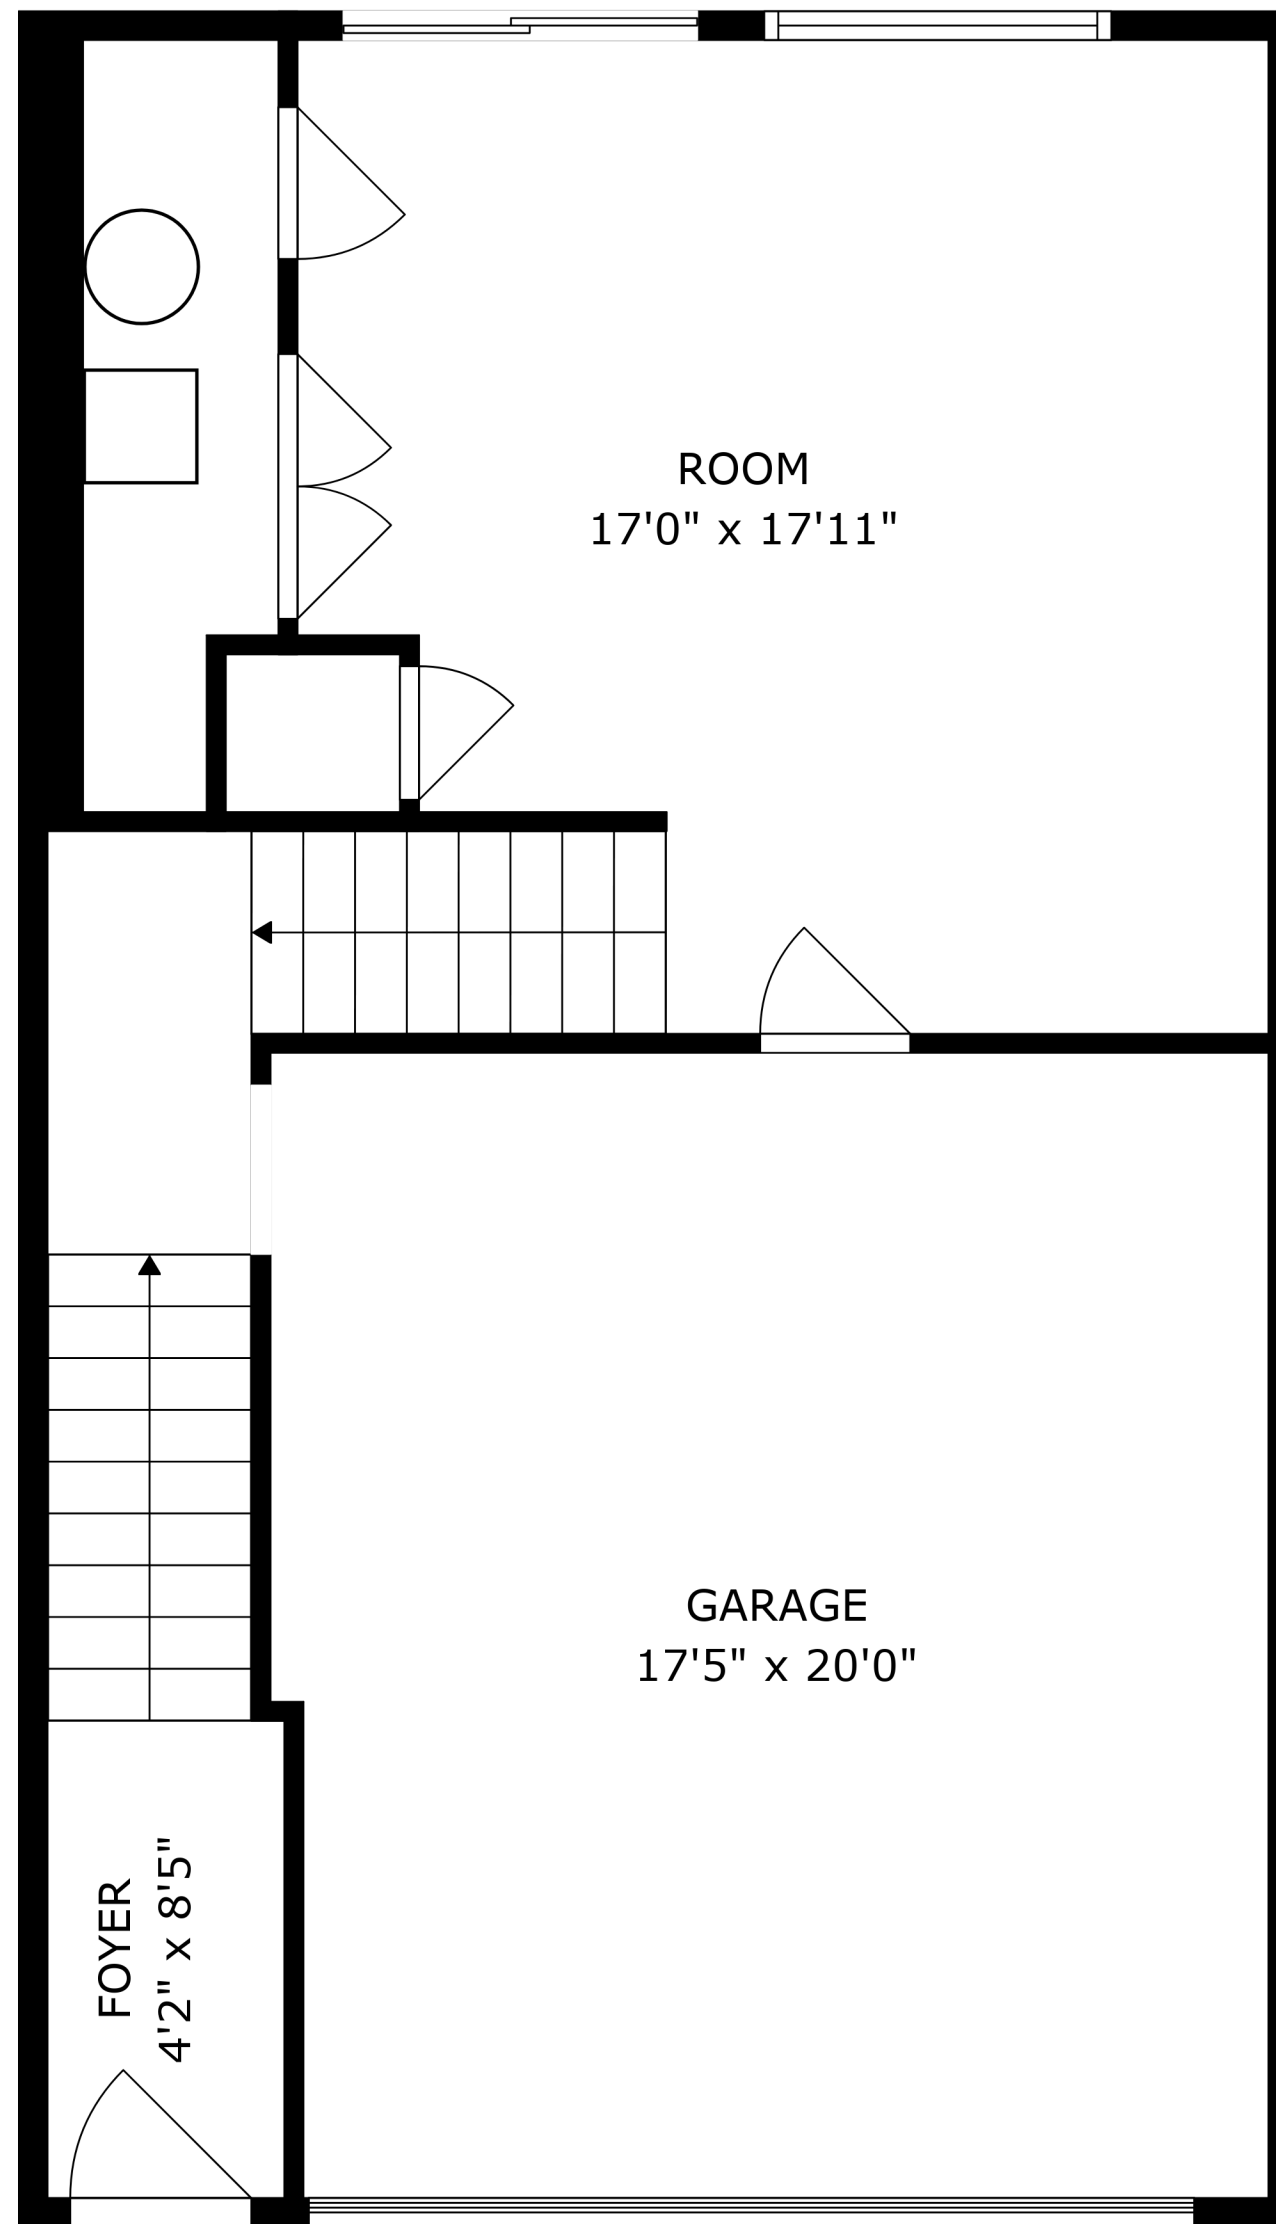 ROOM
17'0" x 17'11"
GARAGE
17'5" x 20'0"
FOYER
4'2" x 8'5"